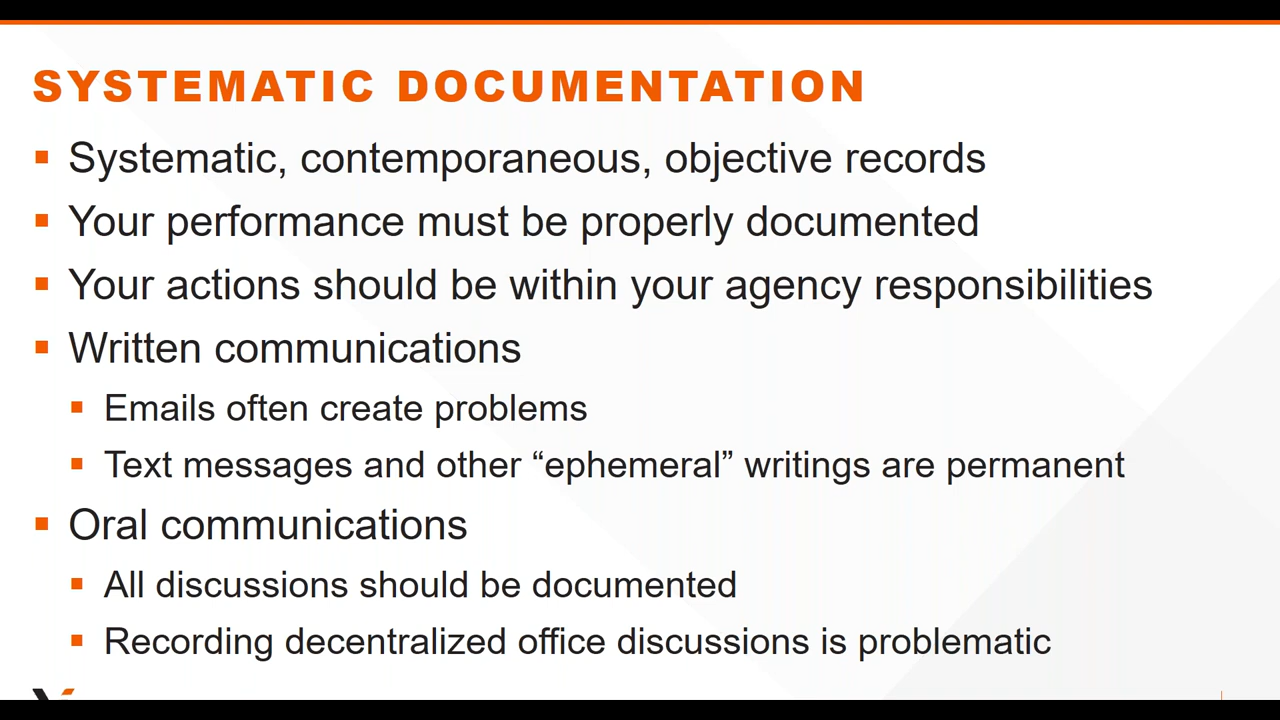 SYSTEMATIC DOCUMENTATION
Systematic, contemporaneous, objective records
Your performance must be properly documented
Your actions should be within your agency responsibilities
Written communications
Emails often create problems
Text messages and other “ephemeral” writings are permanent
Oral communications
All discussions should be documented
Recording decentralized office discussions is problematic